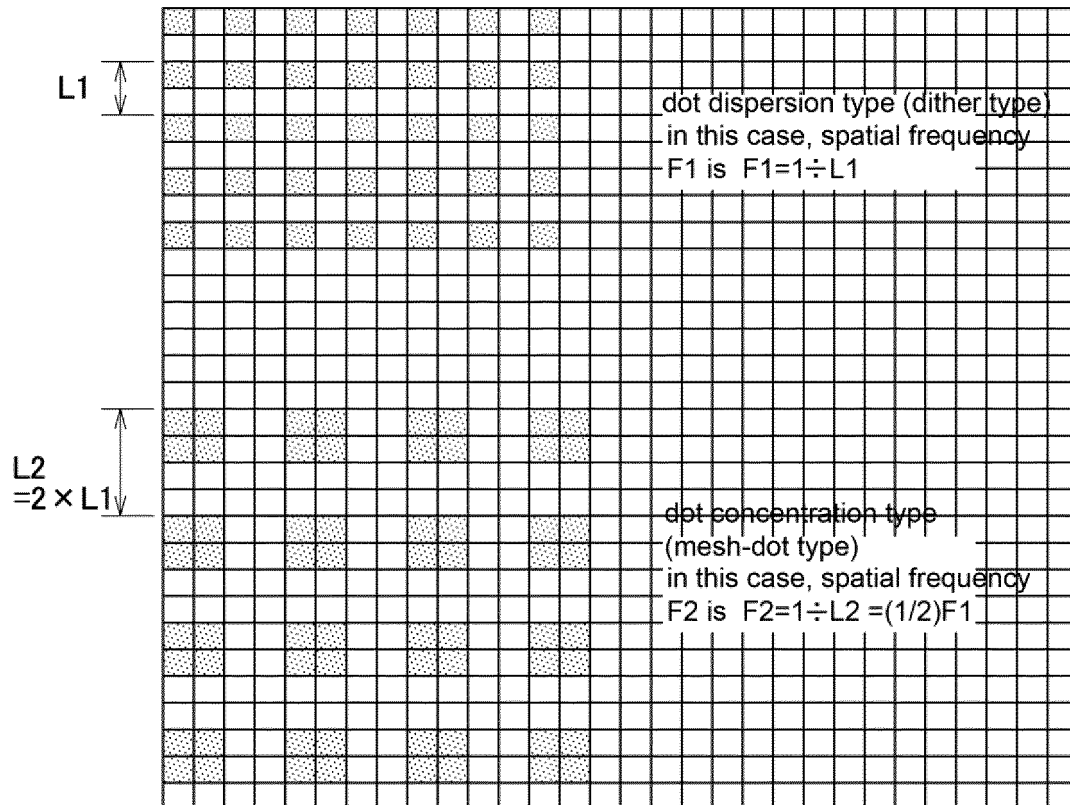 L1
dot dispersion type (dither type)
in this case, spatial frequency
F1 is F1=1÷L1
L2
=2×L1
dot concentration type
(mesh-dot type)
in this case, spatial frequency
F2 is F2=1÷L2 =(1/2)F1